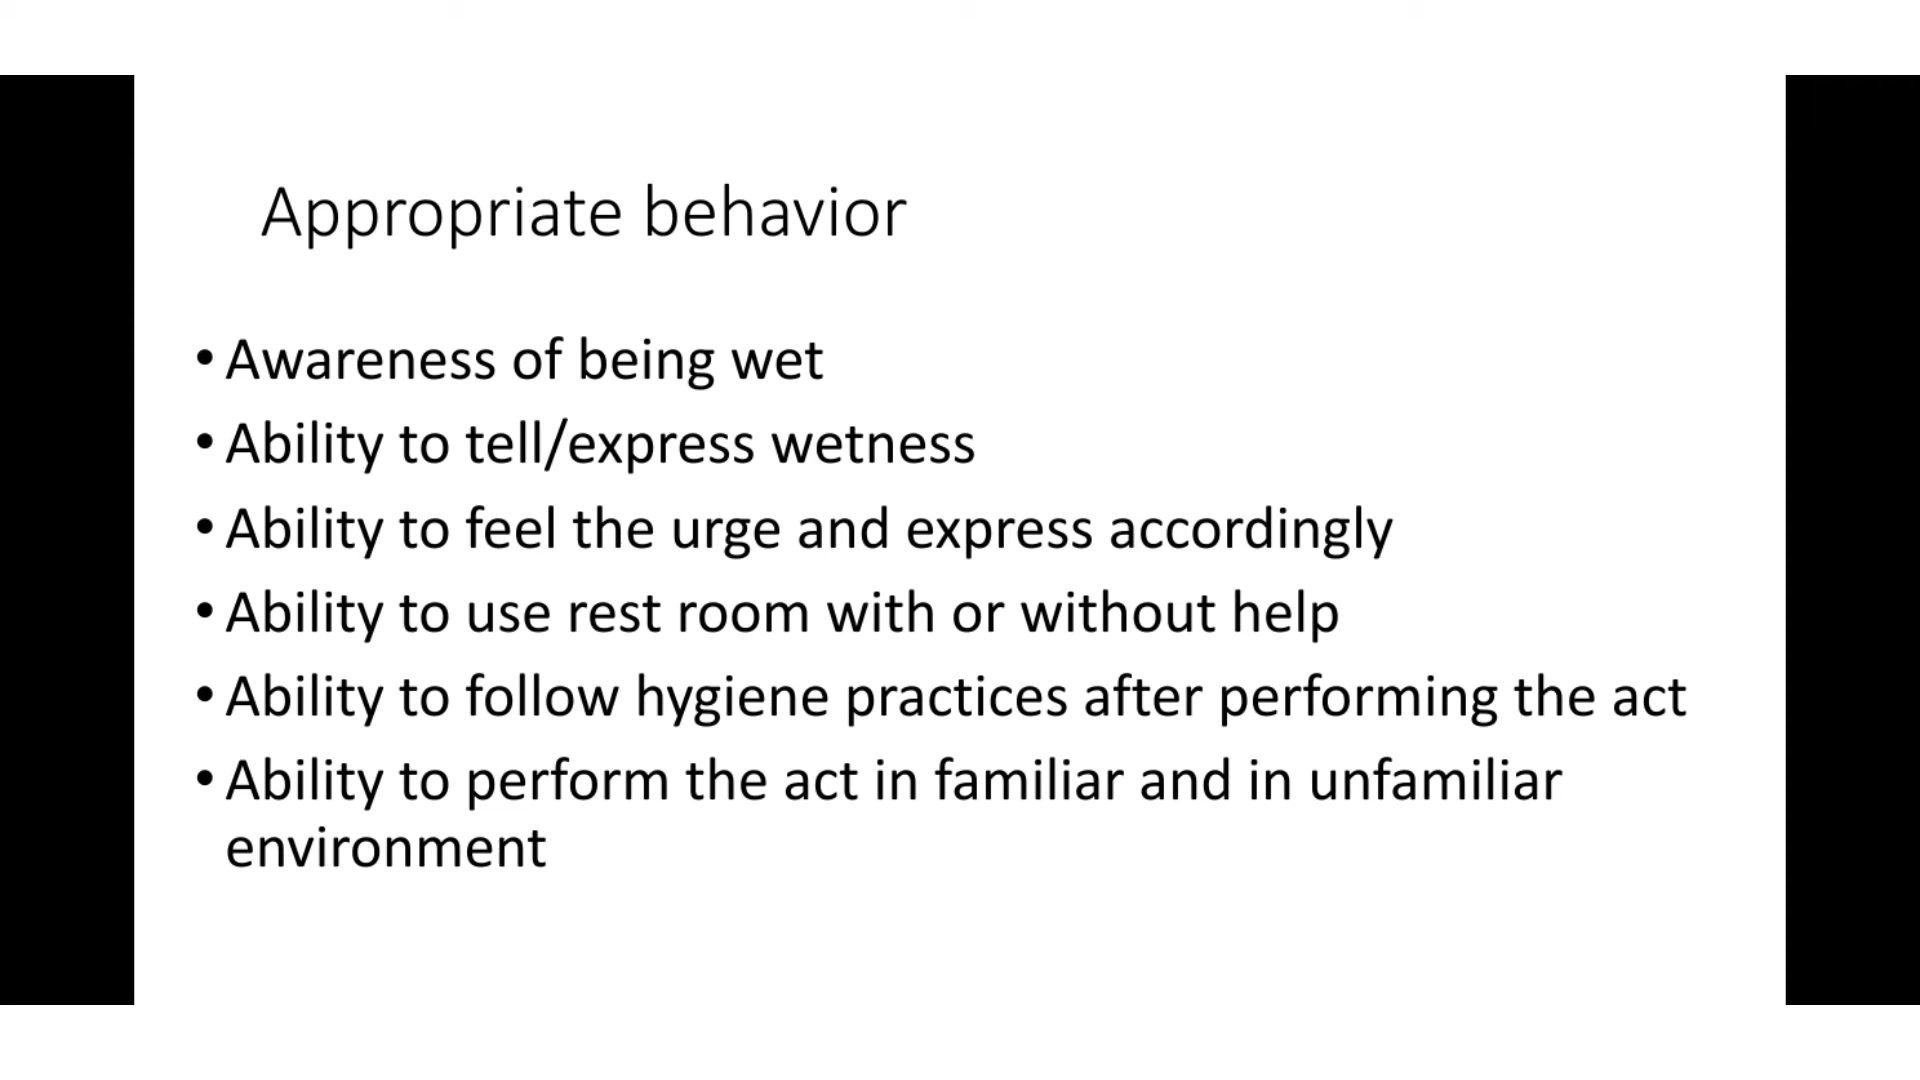 Appropriate behavior
• Awareness of being wet
• Ability to tell/express wetness
• Ability to feel the urge and express accordingly
• Ability to use rest room with or without help
• Ability to follow hygiene practices after performing the act
• Ability to perform the act in familiar and in unfamiliar
environment